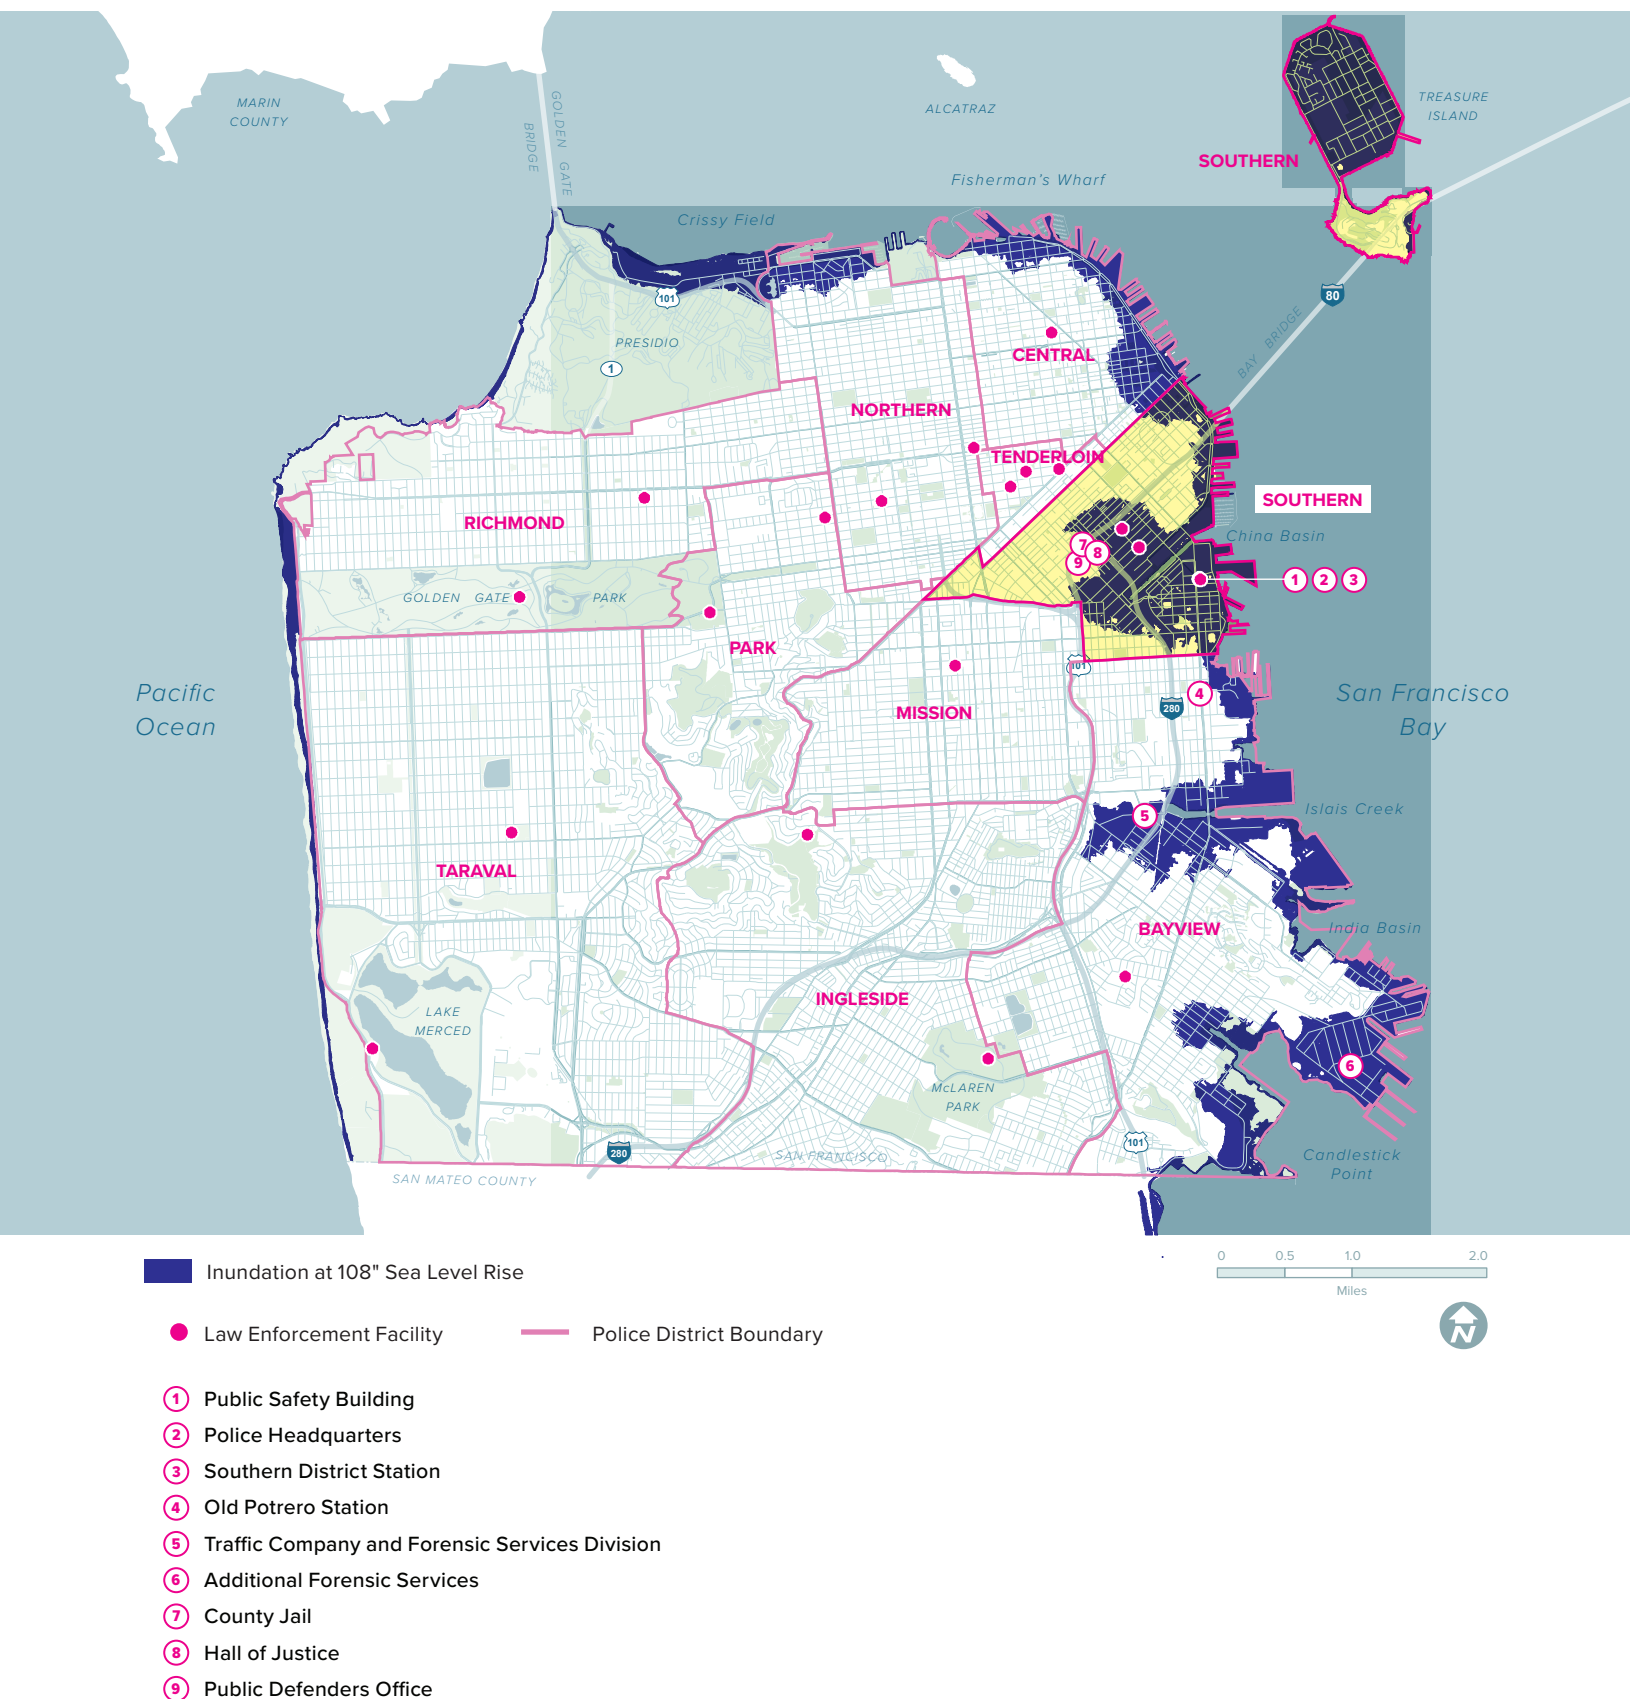 MARIN
COUNTY
GOLDEN GATE
BRIDGE
ALCATRAZ
TREASURE
ISLAND
SOUTHERN
Fisherman's Wharf
Crissy Field
101
80
PRESIDIO
1
BAY BRIDGE
CENTRAL
NORTHERN
TENDERLOIN
SOUTHERN
RICHMOND
China Basin
7
8
9
1 2 3
GOLDEN GATE PARK
PARK
101
Pacific
Ocean
4
280
San Francisco
Bay
MISSION
Islais Creek
5
TARAVAL
BAYVIEW
India Basin
INGLESIDE
LAKE
MERCED
6
McLAREN
PARK
101
280
SAN FRANCISCO
Candlestick
Point
SAN MATEO COUNTY
Inundation at 108" Sea Level Rise
0 0.5 1.0 2.0
Miles
N
Law Enforcement Facility
Police District Boundary
1 Public Safety Building
2 Police Headquarters
3 Southern District Station
4 Old Potrero Station
5 Traffic Company and Forensic Services Division
6 Additional Forensic Services
7 County Jail
8 Hall of Justice
9 Public Defenders Office